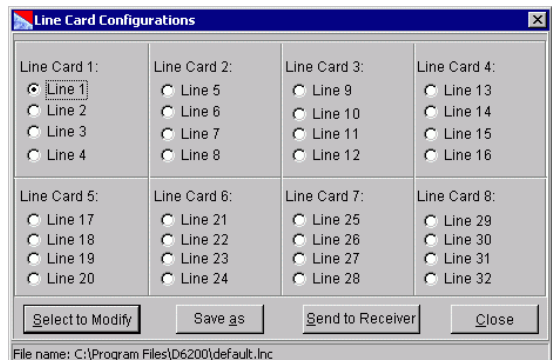 Line Card Configurations
Line Card 1:
Line 1
Line 2
Line 3
Line 4
Line Card 2:
Line 5
Line 6
Line 7
Line 8
Line Card 3:
Line 9
Line 10
Line 11
Line 12
Line Card 4:
Line 13
Line 14
Line 15
Line 16
Line Card 5:
Line 17
Line 18
Line 19
Line 20
Line Card 6:
Line 21
Line 22
Line 23
Line 24
Line Card 7:
Line 25
Line 26
Line 27
Line 28
Line Card 8:
Line 29
Line 30
Line 31
Line 32
Select to Modify
Save as
Send to Receiver
Close
File name: C:\Program Files\D6200\default.lnc